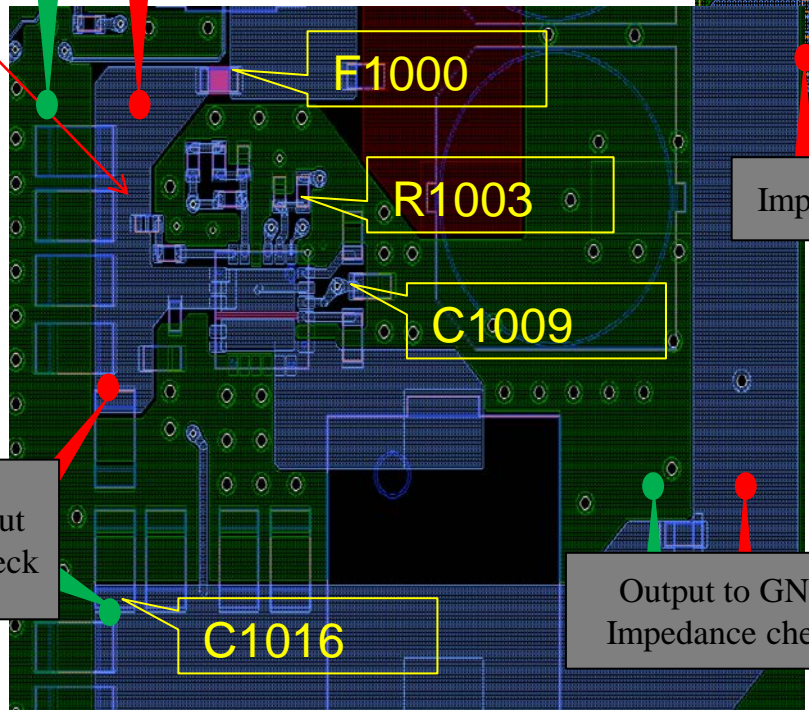 F1000
R1003
Imp
C1009
ut
eck
Output to GN
Impedance che
C1016